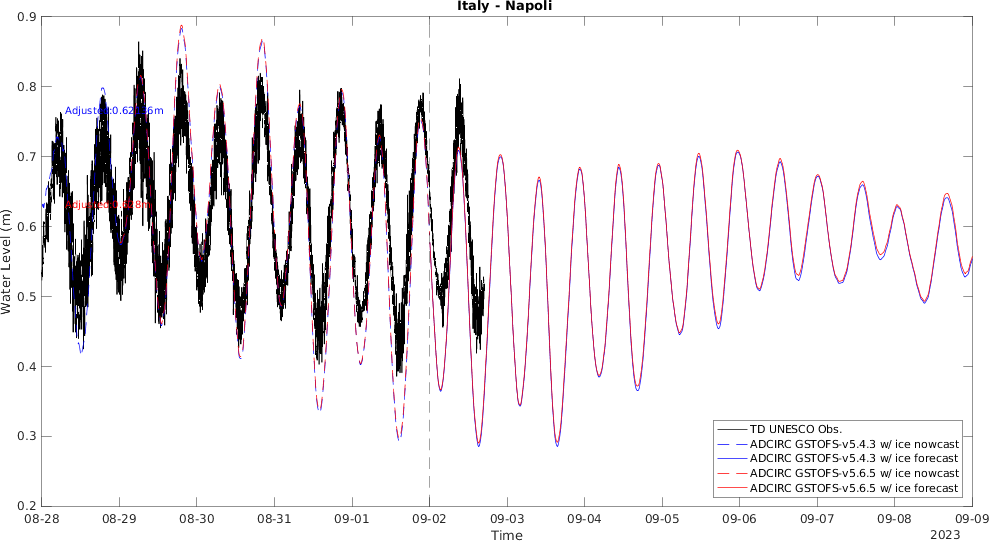 Italy - Napoli
Water Level (m)
0.9
0.8
0.7
0.6
0.5
0.4
0.3
0.2
08-28
08-29
08-30
08-31
09-01
09-02
09-03
09-04
09-05
09-06
09-07
09-08
09-09
Time
2023
TD UNESCO Obs.
ADCIRC GSTOFS-v5.4.3 w/ ice nowcast
ADCIRC GSTOFS-v5.4.3 w/ ice forecast
ADCIRC GSTOFS-v5.6.5 w/ ice nowcast
ADCIRC GSTOFS-v5.6.5 w/ ice forecast